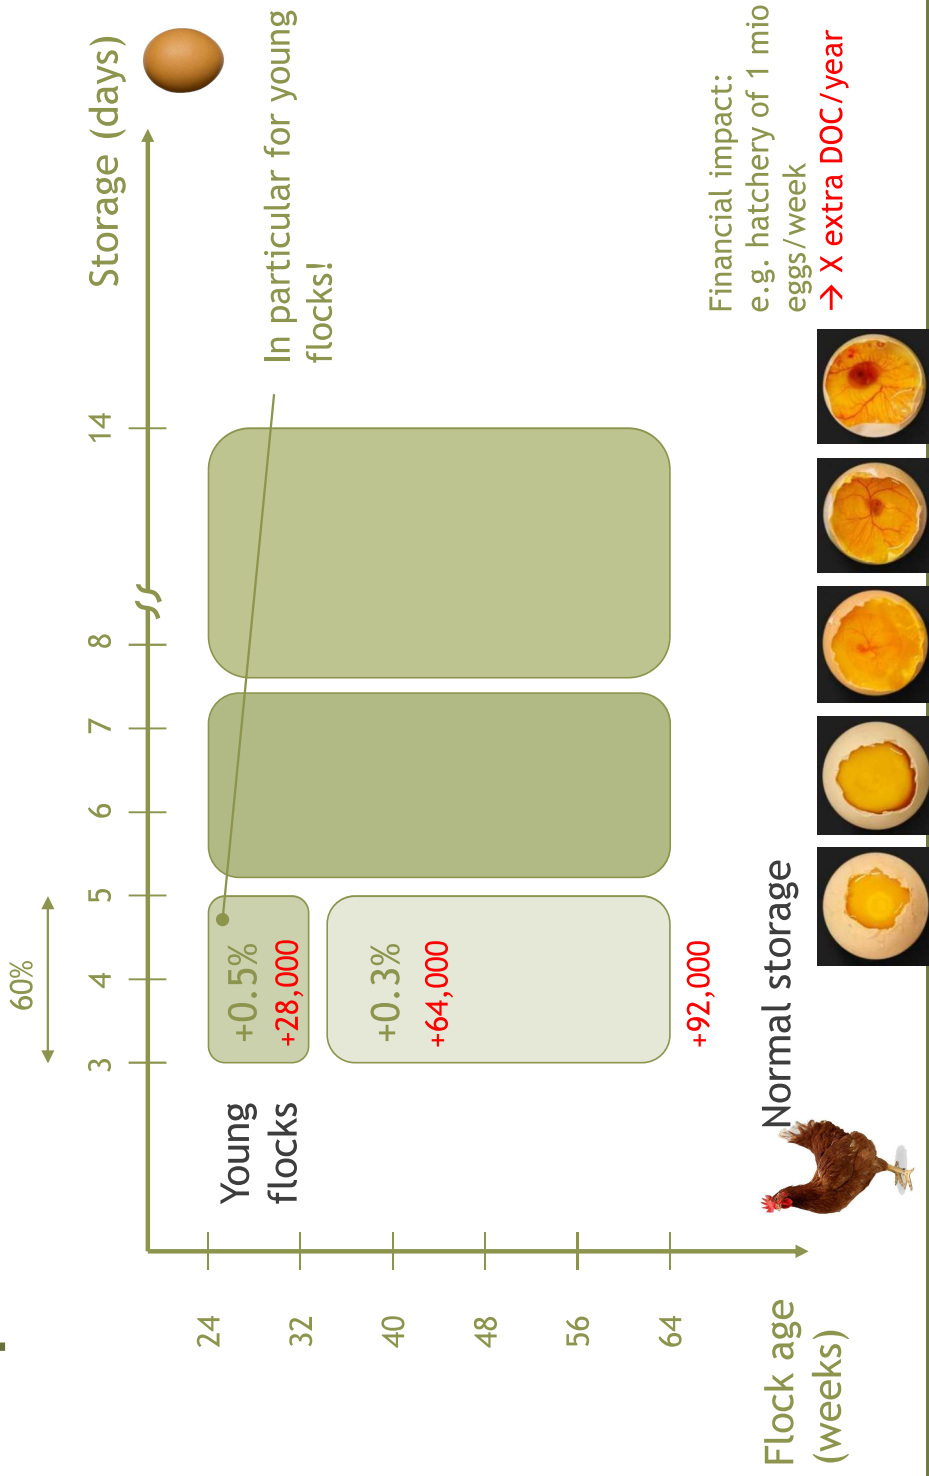 60%
Storage (days)
3
4
5
6
7
8
14
In particular for young
flocks!
Young
flocks
+0.5%
+28,000
+0.3%
+64,000
+92,000
24
32
40
48
56
64
Flock age
(weeks)
Normal storage
Financial impact:
e.g. hatchery of 1 mio
eggs/week
→ X extra DOC/year